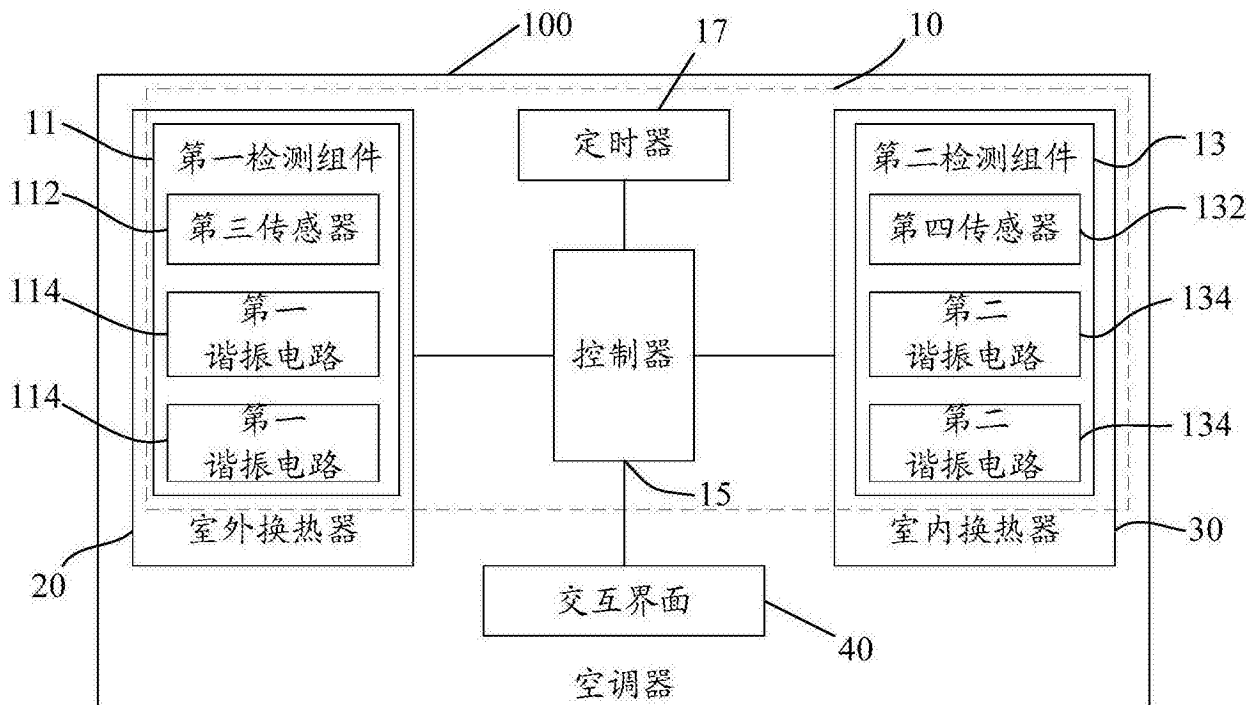 100
17
10
11
第一检测组件
定时器
第二检测组件
13
112
第三传感器
第四传感器
132
114
第一
谐振电路
控制器
第二
谐振电路
134
114
第一
谐振电路
第二
谐振电路
134
15
室外换热器
室内换热器
30
20
交互界面
40
空调器